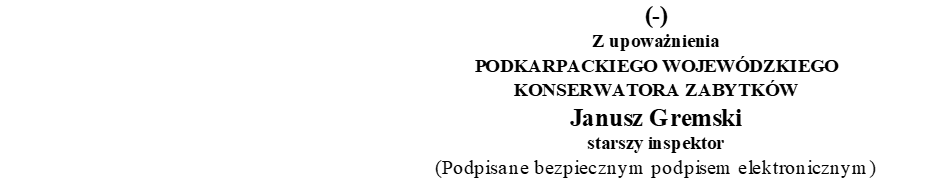 (-)
Z upoważnienia
PODKARPACKIEGO WOJEWÓDZKIEGO
KONSERWATORA ZABYTKÓW
Janusz Gremski
starszy inspektor
(Podpisane bezpiecznym podpisem elektronicznym)